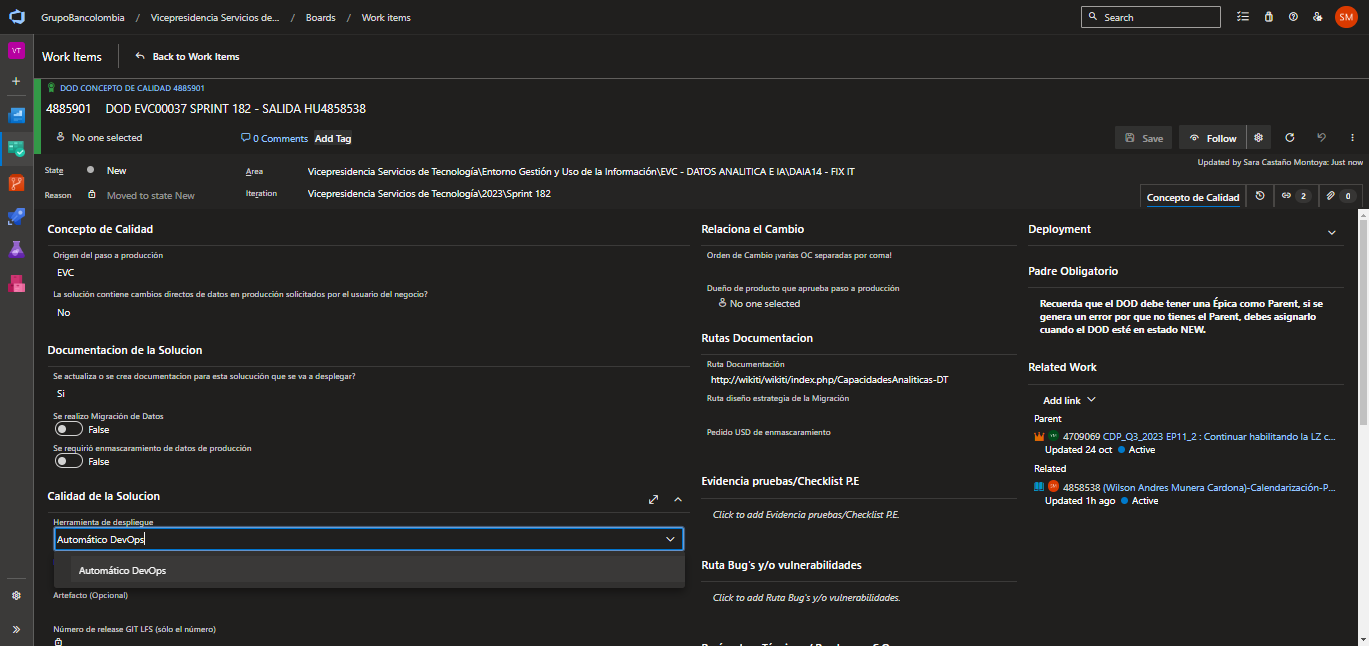 GrupoBancolombia / Vicepresidencia Servicios de... / Boards / Work items
Search
SM
VT
Work Items
Back to Work Items
DOD CONCEPTO DE CALIDAD 4885901
4885901 DOD EVC00037 SPRINT 182 - SALIDA HU4858538
No one selected
0 Comments
Add Tag
Save
Follow
State
New
Area
Vicepresidencia Servicios de Tecnología\Entorno Gestión y Uso de la Información\EVC - DATOS ANALITICA E IA\DAIA14 - FIX IT
Updated by Sara Castaño Montoya: Just now
Reason
Moved to state New
Iteration
Vicepresidencia Servicios de Tecnología\2023\Sprint 182
Concepto de Calidad
2
0
Concepto de Calidad
Origen del paso a producción
EVC
La solución contiene cambios directos de datos en producción solicitados por el usuario del negocio?
No
Documentacion de la Solucion
Se actualiza o se crea documentacion para esta solucución que se va a desplegar?
Si
Se realizo Migración de Datos
False
Se requirió enmascaramiento de datos de producción
False
Calidad de la Solucion
Herramienta de despliegue
Automático DevOps
Automático DevOps
Artefacto (Opcional)
Número de release GIT LFS (sólo el número)
Relaciona el Cambio
Orden de Cambio ¡varias OC separadas por coma!
Dueño de producto que aprueba paso a producción
No one selected
Rutas Documentacion
Ruta Documentación
http://wikiti/wikiti/index.php/CapacidadesAnaliticas-DT
Ruta diseño estrategia de la Migración
Pedido USD de enmascaramiento
Evidencia pruebas/Checklist P.E
Click to add Evidencia pruebas/Checklist P.E.
Ruta Bug's y/o vulnerabilidades
Click to add Ruta Bug's y/o vulnerabilidades.
Deployment
Padre Obligatorio
Recuerda que el DOD debe tener una Épica como Parent, si se
genera un error por que no tienes el Parent, debes asignarlo
cuando el DOD esté en estado NEW.
Related Work
Add link
Parent
4709069 CDP_Q3_2023 EP11_2 : Continuar habilitando la LZ c...
Updated 24 oct
Active
Related
SM
4858538 (Wilson Andres Munera Cardona)-Calendarización-P...
Updated 1h ago
Active